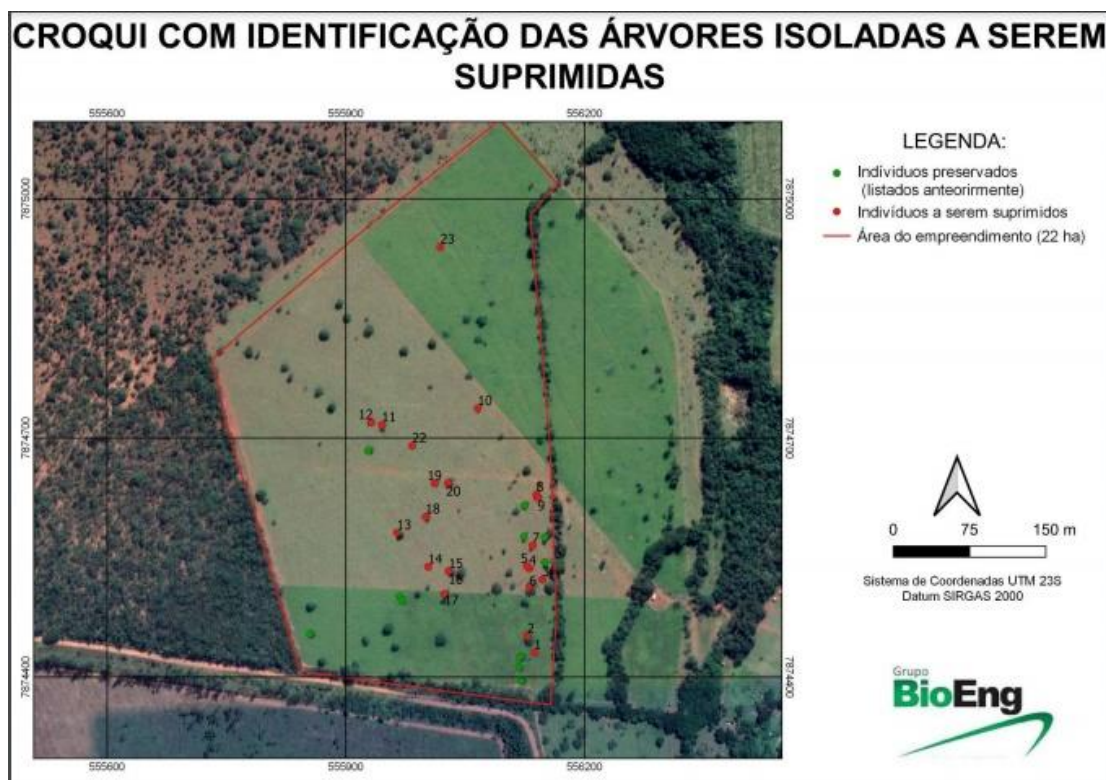 CROQUI COM IDENTIFICAÇÃO DAS ÁRVORES ISOLADAS A SEREM
SUPRIMIDAS
555600 555900 556200
LEGENDA:
Indivíduos preservados
(listados anteorirmente)
Indivíduos a serem suprimidos
Área do empreendimento (22 ha)
7875000 7875000
23
10
12 11
22
7874700 7874700
19
20
8
9
18
13
7
14 15
5 4
16
6
17
2
1
7874400 7874400
0 75 150 m
Sistema de Coordenadas UTM 23S
Datum SIRGAS 2000
Grupo
BioEng
555600 555900 556200